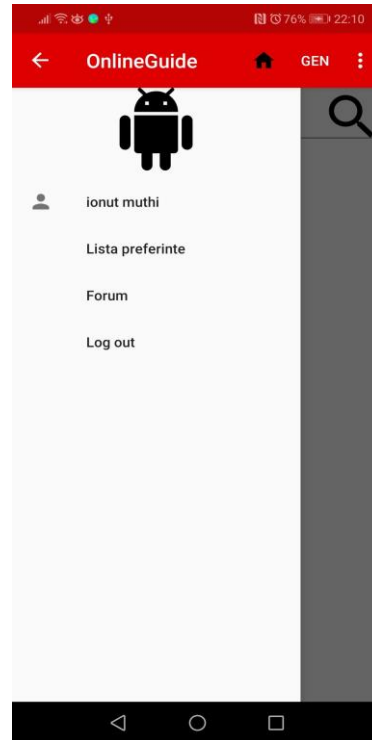 76% 22:10
OnlineGuide GEN
ionut muthi
Lista preferinte
Forum
Log out